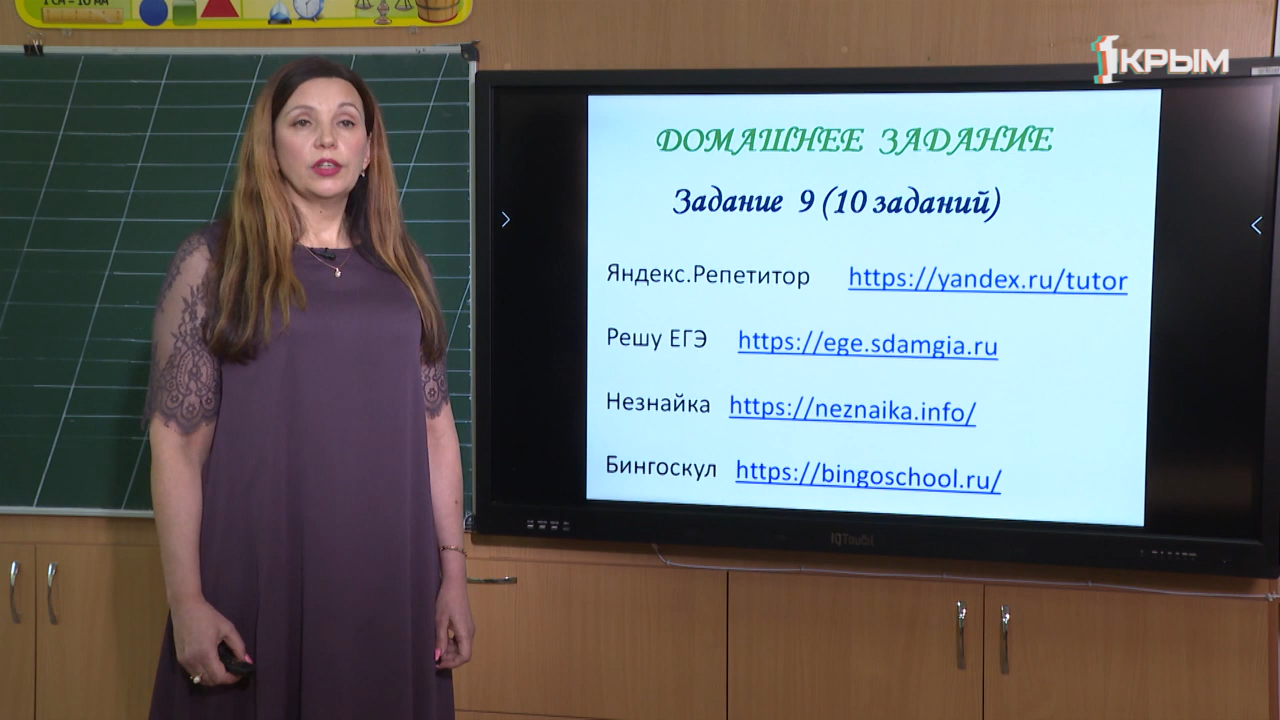 1КРЫМ
ДОМАШНЕЕ ЗАДАНИЕ
Задание 9 (10 заданий)
Яндекс.Репетитор https://yandex.ru/tutor
Решу ЕГЭ https://ege.sdamgia.ru
Незнайка https://neznaika.info/
Бингоскул https://bingoschool.ru/
IQTouch